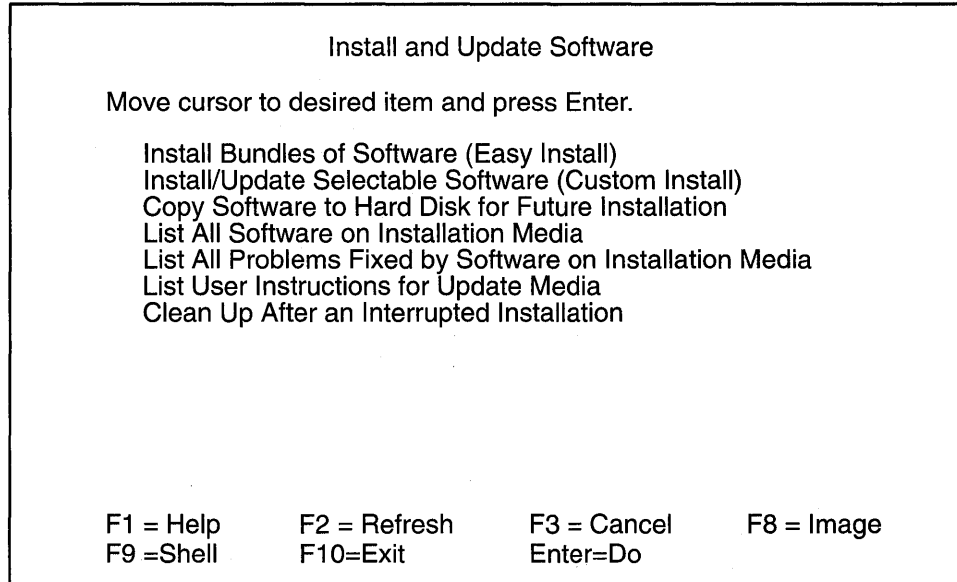 Install and Update Software
Move cursor to desired item and press Enter.
Install Bundles of Software (Easy Install)
Install/Update Selectable Software (Custom Install)
Copy Software to Hard Disk for Future Installation
List All Software on Installation Media
List All Problems Fixed by Software on Installation Media
List User Instructions for Update Media
Clean Up After an Interrupted Installation
F1 = Help F2 = Refresh F3 = Cancel F8 = Image
F9 =Shell F10=Exit Enter=Do